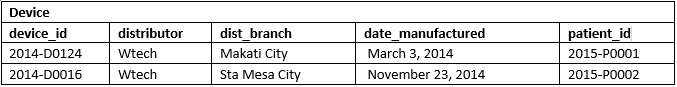 Device
device_id distributor dist_branch date_manufactured patient_id
2014-D0124 Wtech Makati City March 3, 2014 2015-P0001
2014-D0016 Wtech Sta Mesa City November 23, 2014 2015-P0002